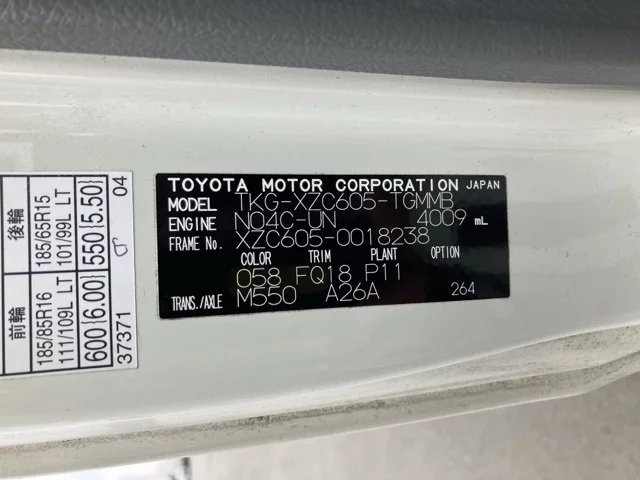 TOYOTA MOTOR CORPORATION JAPAN
MODEL TKG-XZC605-TGMMB
ENGINE N04C-UN 4009 mL
FRAME No. XZC605-0018238
COLOR TRIM PLANT OPTION
058 FQ18 P11
TRANS./AXLE M550 A26A 264
前輪 後輪
185/85R16 185/65R15
111/109L LT 101/99L LT
600 (6.00) 550 (5.50)
37371 04